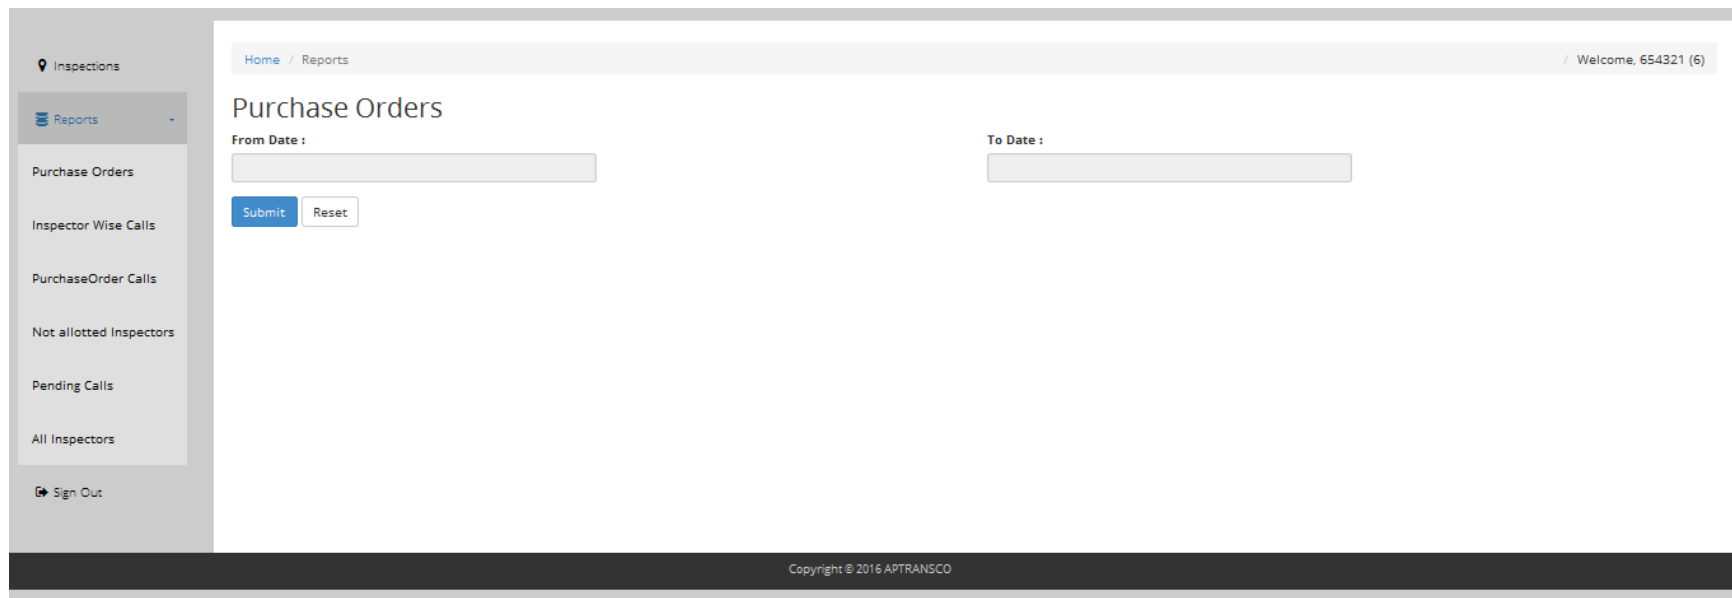 Inspections
Reports
Purchase Orders
Inspector Wise Calls
PurchaseOrder Calls
Not allotted Inspectors
Pending Calls
All Inspectors
Sign Out
Home / Reports
/ Welcome, 654321 (6)
Purchase Orders
From Date :
To Date :
Submit
Reset
Copyright © 2016 APTRANSCO